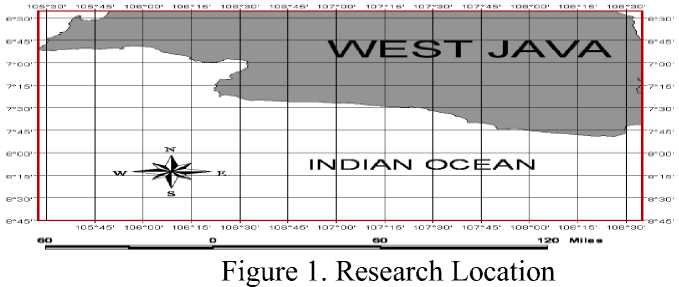 105°30' 105°45' 106°00' 106°15' 106°30' 106°45' 107°00' 107°15' 107°30' 107°45' 108°00' 108°15' 108°30'
6°30' 6°30'
6°45' WEST JAVA 6°45'
7°00' 7°00'
7°15' 7°15'
7°30' 7°30'
7°45' 7°45'
8°00' N 8°00'
INDIAN OCEAN
W E
8°15' 8°15'
S
8°30' 8°30'
8°45' 8°45'
105°45' 106°00' 106°15' 106°30' 106°45' 107°00' 107°15' 107°30' 107°45' 108°00' 108°15' 108°30'
60 0 60 120 Miles
Figure 1. Research Location